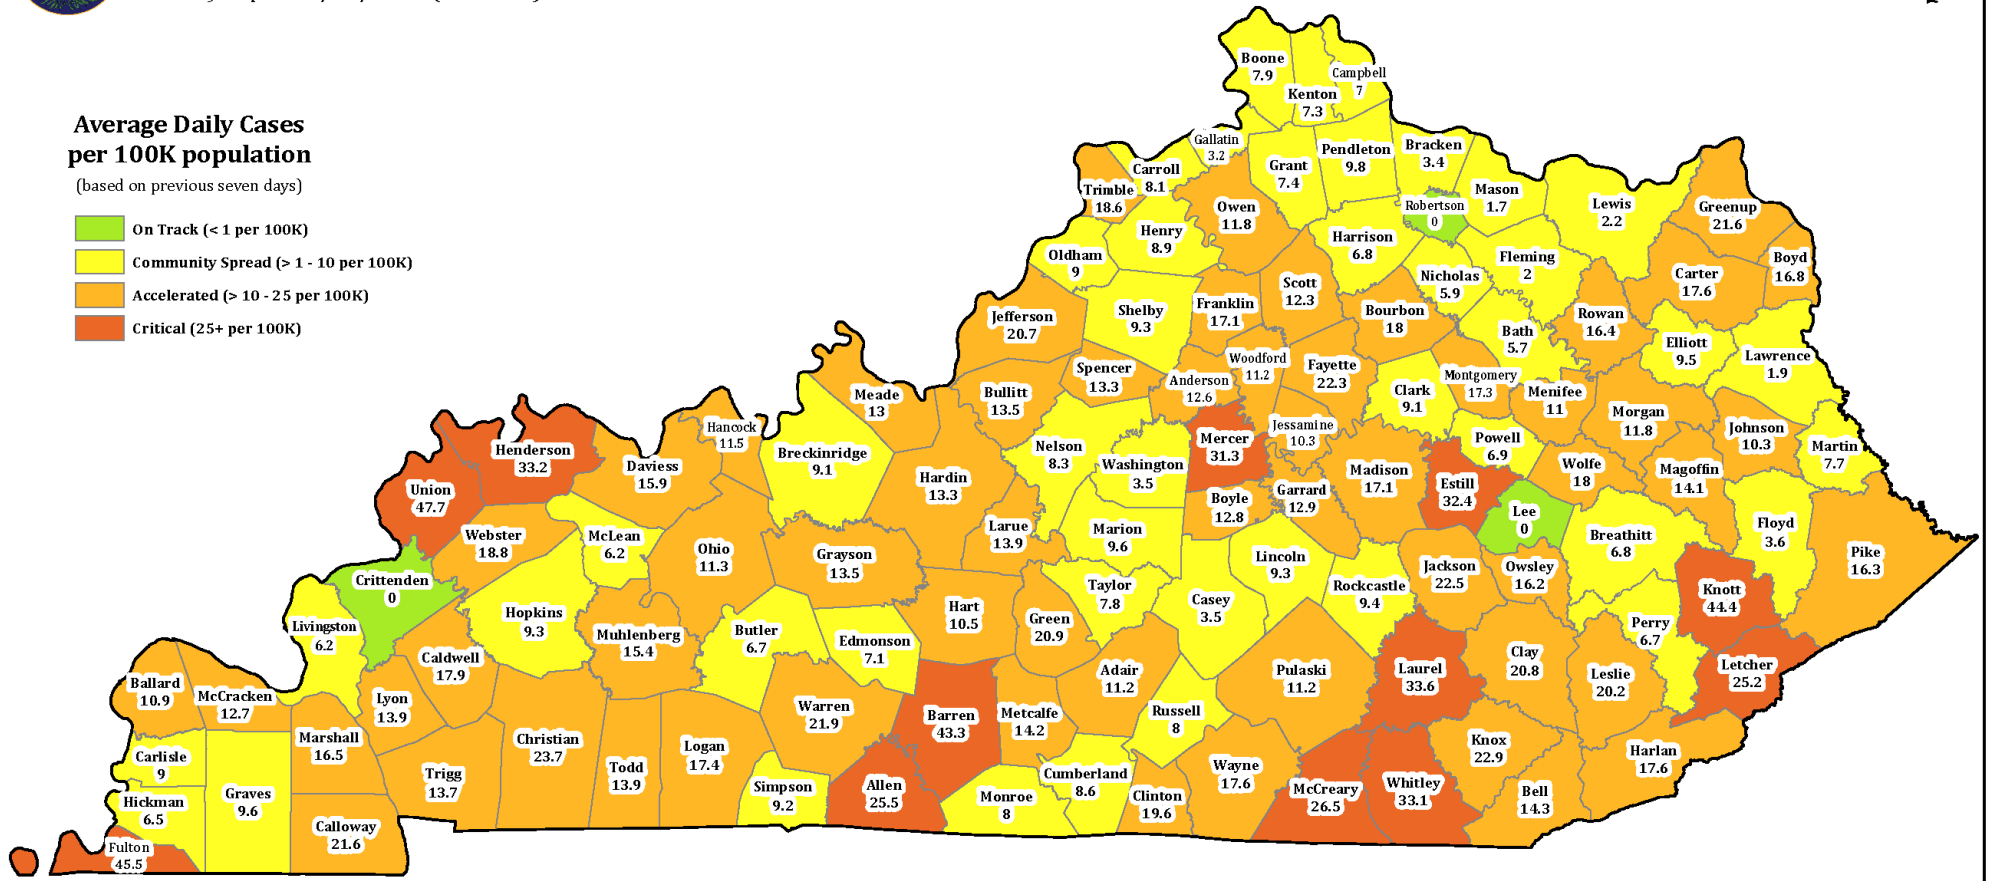 Average Daily Cases
per 100K population
(based on previous seven days)
On Track (< 1 per 100K)
Community Spread (> 1 - 10 per 100K)
Accelerated (> 10 - 25 per 100K)
Critical (25+ per 100K)
Boone
7.9
Kenton
7.3
Campbell
7
Gallatin
3.2
Carroll
8.1
Trimble
18.6
Owen
11.8
Grant
7.4
Pendleton
9.8
Bracken
3.4
Robertson
0
Mason
1.7
Lewis
2.2
Greenup
21.6
Boyd
16.8
Carter
17.6
Henry
8.9
Oldham
9
Harrison
6.8
Nicholas
5.9
Fleming
2
Rowan
16.4
Elliott
9.5
Lawrence
1.9
Jefferson
20.7
Shelby
9.3
Franklin
17.1
Scott
12.3
Bourbon
18
Bath
5.7
Woodford
11.2
Fayette
22.3
Clark
9.1
Montgomery
17.3
Menifee
11
Morgan
11.8
Johnson
10.3
Martin
7.7
Meade
13
Bullitt
13.5
Spencer
13.3
Anderson
12.6
Mercer
31.3
Jessamine
10.3
Powell
6.9
Wolfe
18
Magoffin
14.1
Henderson
33.2
Union
47.7
Daviess
15.9
Hancock
11.5
Breckinridge
9.1
Hardin
13.3
Nelson
8.3
Washington
3.5
Boyle
12.8
Garrard
12.9
Madison
17.1
Estill
32.4
Lee
0
Breathitt
6.8
Floyd
3.6
Pike
16.3
Webster
18.8
McLean
6.2
Ohio
11.3
Grayson
13.5
Larue
13.9
Marion
9.6
Lincoln
9.3
Rockcastle
9.4
Jackson
22.5
Owsley
16.2
Knott
44.4
Perry
6.7
Letcher
25.2
Crittenden
0
Livingston
6.2
Hopkins
9.3
Muhlenberg
15.4
Butler
6.7
Edmonson
7.1
Hart
10.5
Green
20.9
Taylor
7.8
Casey
3.5
Pulaski
11.2
Laurel
33.6
Clay
20.8
Leslie
20.2
Harlan
17.6
Ballard
10.9
McCracken
12.7
Lyon
13.9
Caldwell
17.9
Marshall
16.5
Carlisle
9
Graves
9.6
Hickman
6.5
Fulton
45.5
Calloway
21.6
Trigg
13.7
Christian
23.7
Todd
13.9
Logan
17.4
Warren
21.9
Simpson
9.2
Allen
25.5
Barren
43.3
Metcalfe
14.2
Monroe
8
Adair
11.2
Russell
8
Cumberland
8.6
Clinton
19.6
Wayne
17.6
McCreary
26.5
Whitley
33.1
Knox
22.9
Bell
14.3